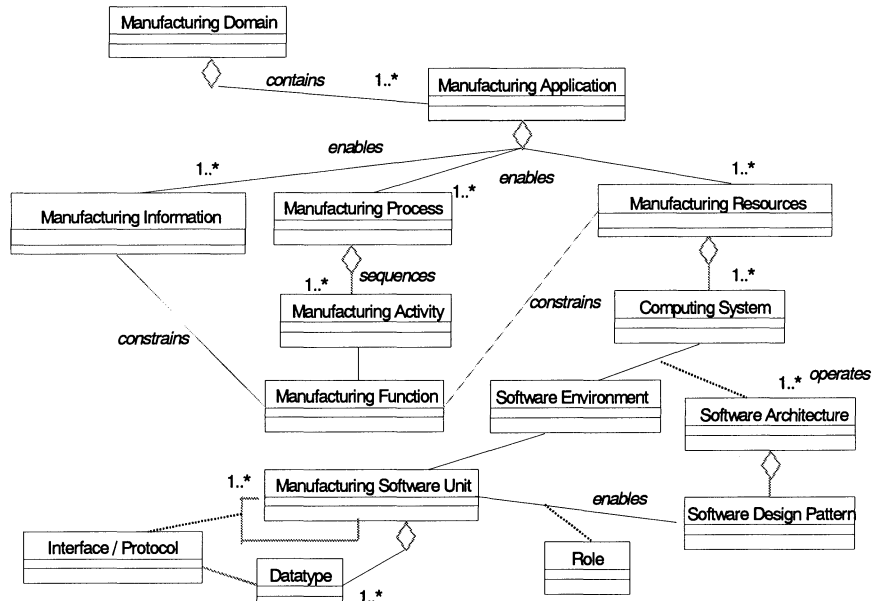 Manufacturing Domain
contains
1..*
Manufacturing Application
enables
1..*
enables
1..*
1..*
Manufacturing Information
Manufacturing Process
Manufacturing Resources
sequences
1..*
1..*
constrains
Manufacturing Activity
Computing System
constrains
1..*
operates
Manufacturing Function
Software Environment
Software Architecture
1..*
Manufacturing Software Unit
enables
Software Design Pattern
Interface / Protocol
Role
Datatype
1..*